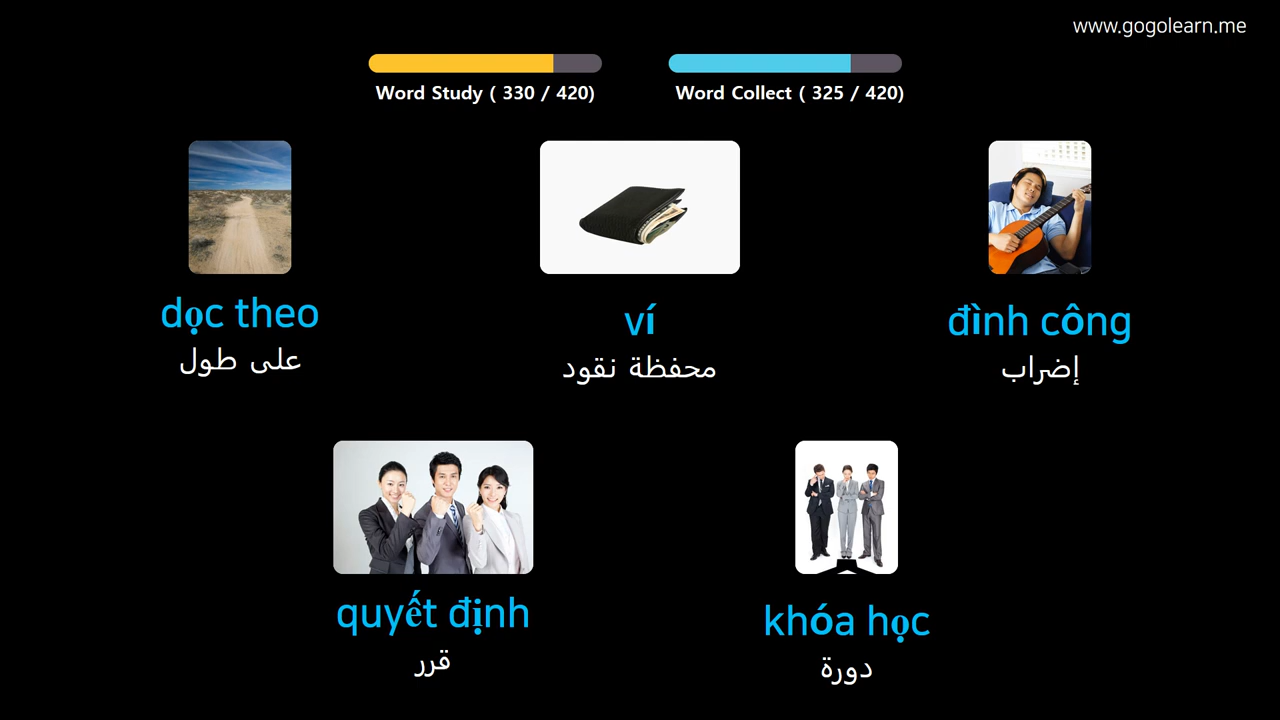 www.gogolearn.me
Word Study ( 330 / 420)
Word Collect ( 325 / 420)
dọc theo
على طول
ví
محفظة نقود
đình công
إضراب
quyết định
قرر
khóa học
دورة